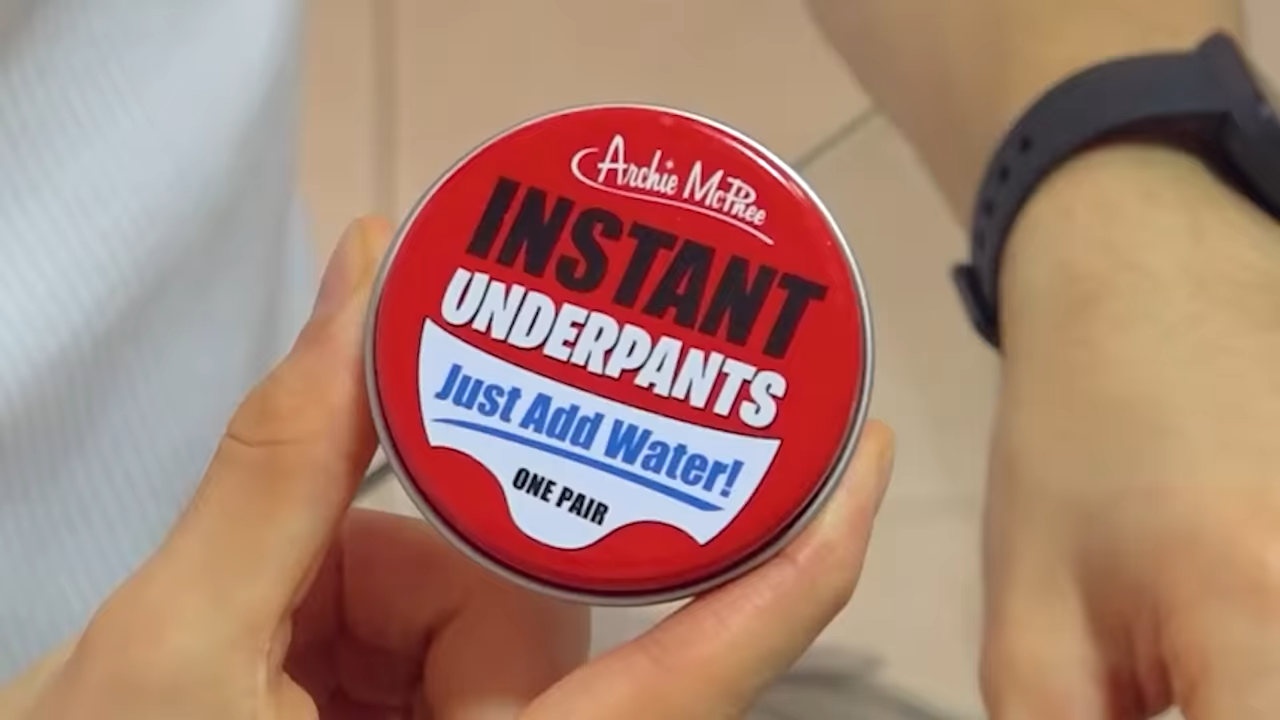 Archie McPhee
INSTANT
UNDERPANTS
Just Add Water!
ONE PAIR